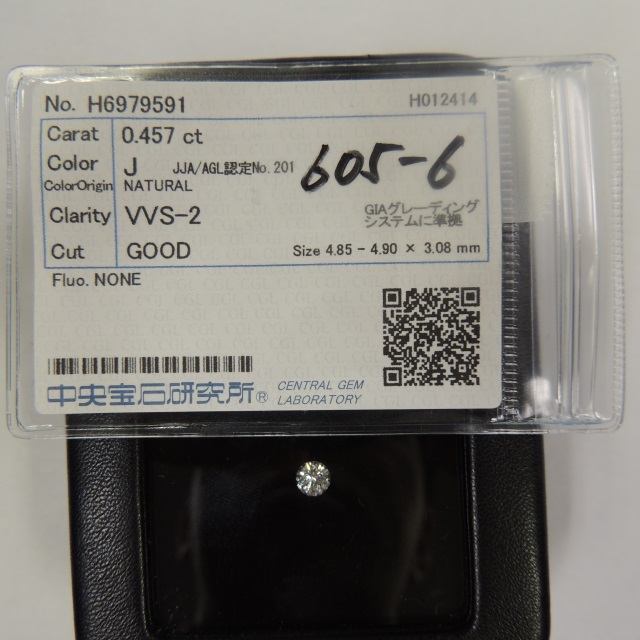 No. H6979591 H012414
Carat 0.457 ct
Color J JJA/AGL認定No.201 605-6
ColorOrigin NATURAL
Clarity VVS-2 GIAグレーディング
システムに準拠
Cut GOOD Size 4.85 - 4.90 × 3.08 mm
Fluo. NONE
中央宝石研究所® CENTRAL GEM
LABORATORY